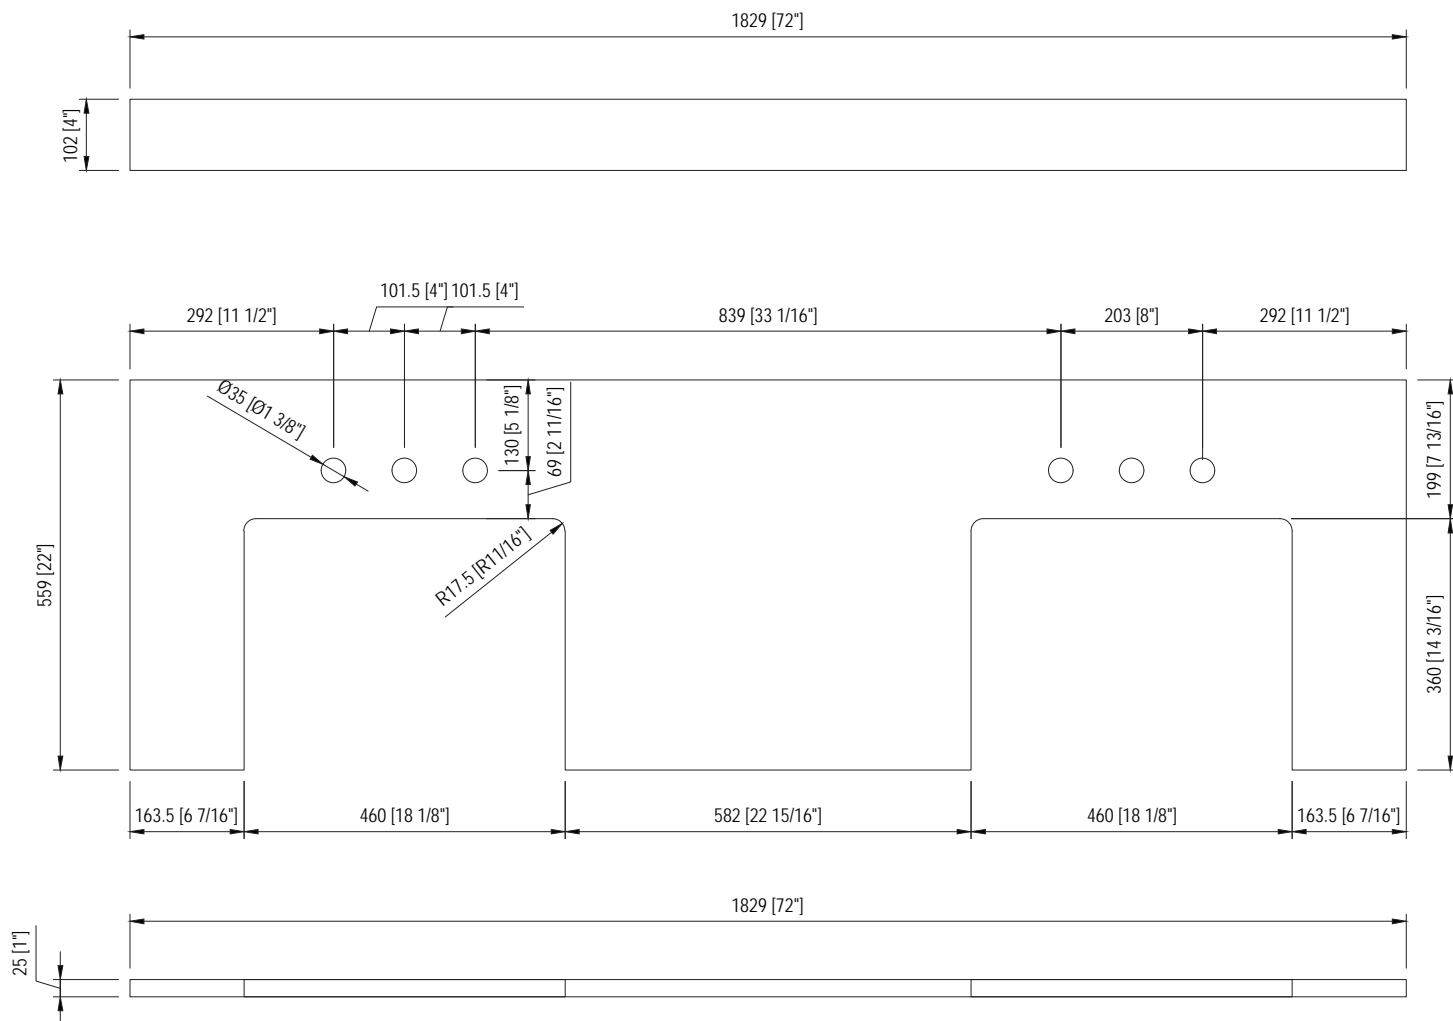 1829 [72"]
102 [4"]
101.5 [4"] 101.5 [4"]
292 [11 1/2"]
839 [33 1/16"]
203 [8"]
292 [11 1/2"]
Ø35 [Ø1 3/8"]
130 [5 1/8"]
69 [2 11/16"]
199 [7 13/16"]
R17.5 [R11/16"]
559 [22"]
360 [14 3/16"]
163.5 [6 7/16"]
460 [18 1/8"]
582 [22 15/16"]
460 [18 1/8"]
163.5 [6 7/16"]
1829 [72"]
25 [1"]